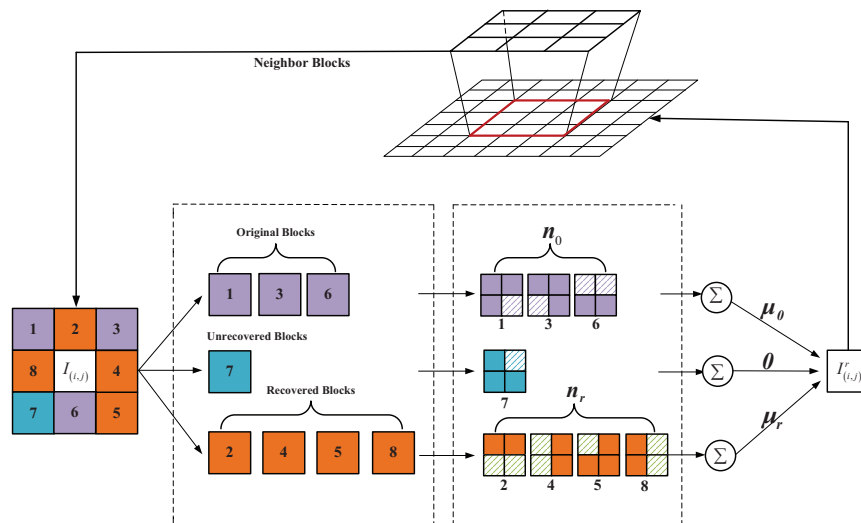 Neighbor Blocks
Original Blocks
n0
1 3 6
1 3 6
1 2 3
μ0
Unrecovered Blocks
8 I(i,j) 4
7
7
0
I^r(i,j)
∑
∑
∑
7 6 5
Recovered Blocks
nr
μr
2 4 5 8
2 4 5 8